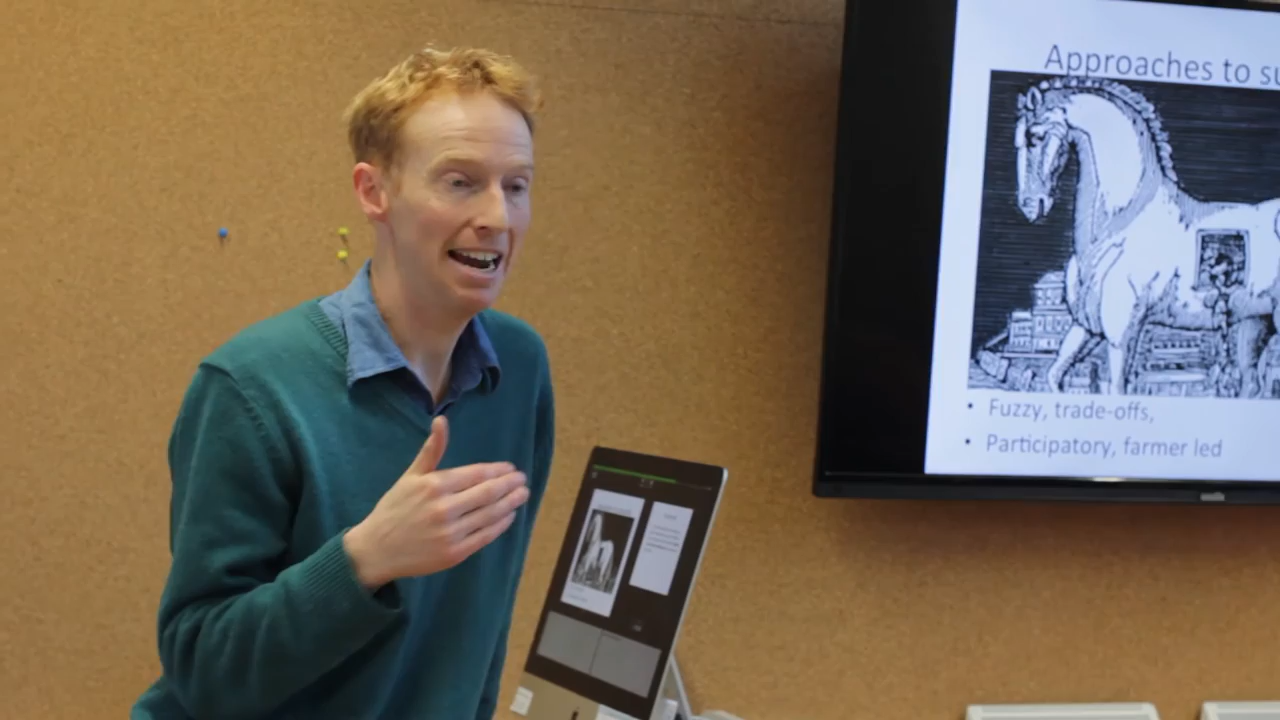 Approaches to su
• Fuzzy, trade-offs,
• Participatory, farmer led